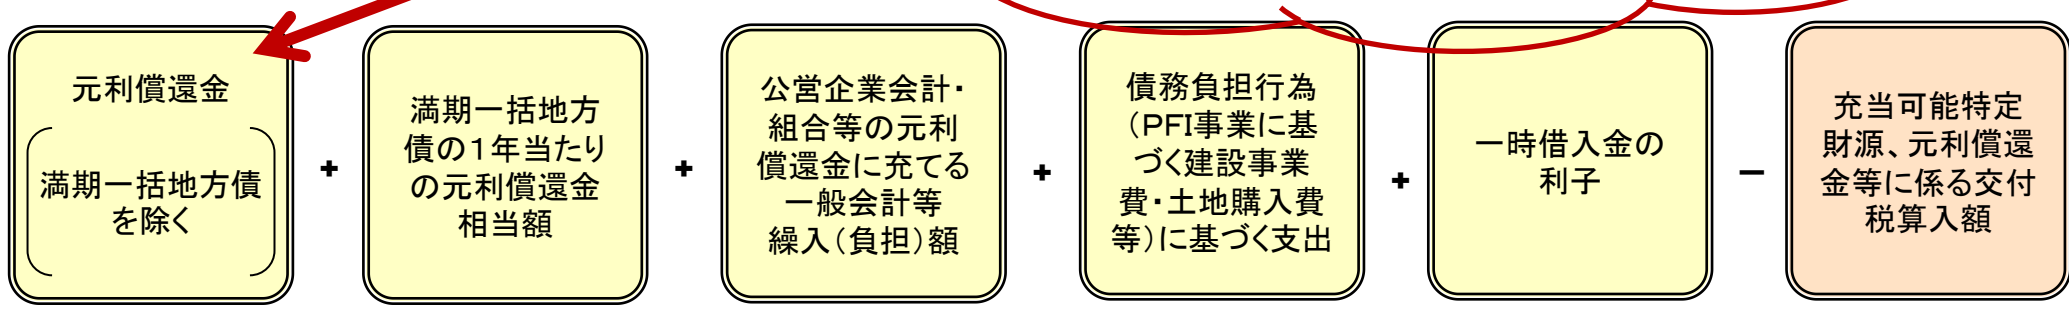 元利償還金
満期一括地方債
を除く
+
満期一括地方
債の1年当たり
の元利償還金
相当額
+
公営企業会計・
組合等の元利
償還金に充てる
一般会計等
繰入(負担)額
+
債務負担行為
(PFI事業に基
づく建設事業
費・土地購入費
等)に基づく支出
+
一時借入金の
利子
－
充当可能特定
財源、元利償還
金等に係る交付
税算入額